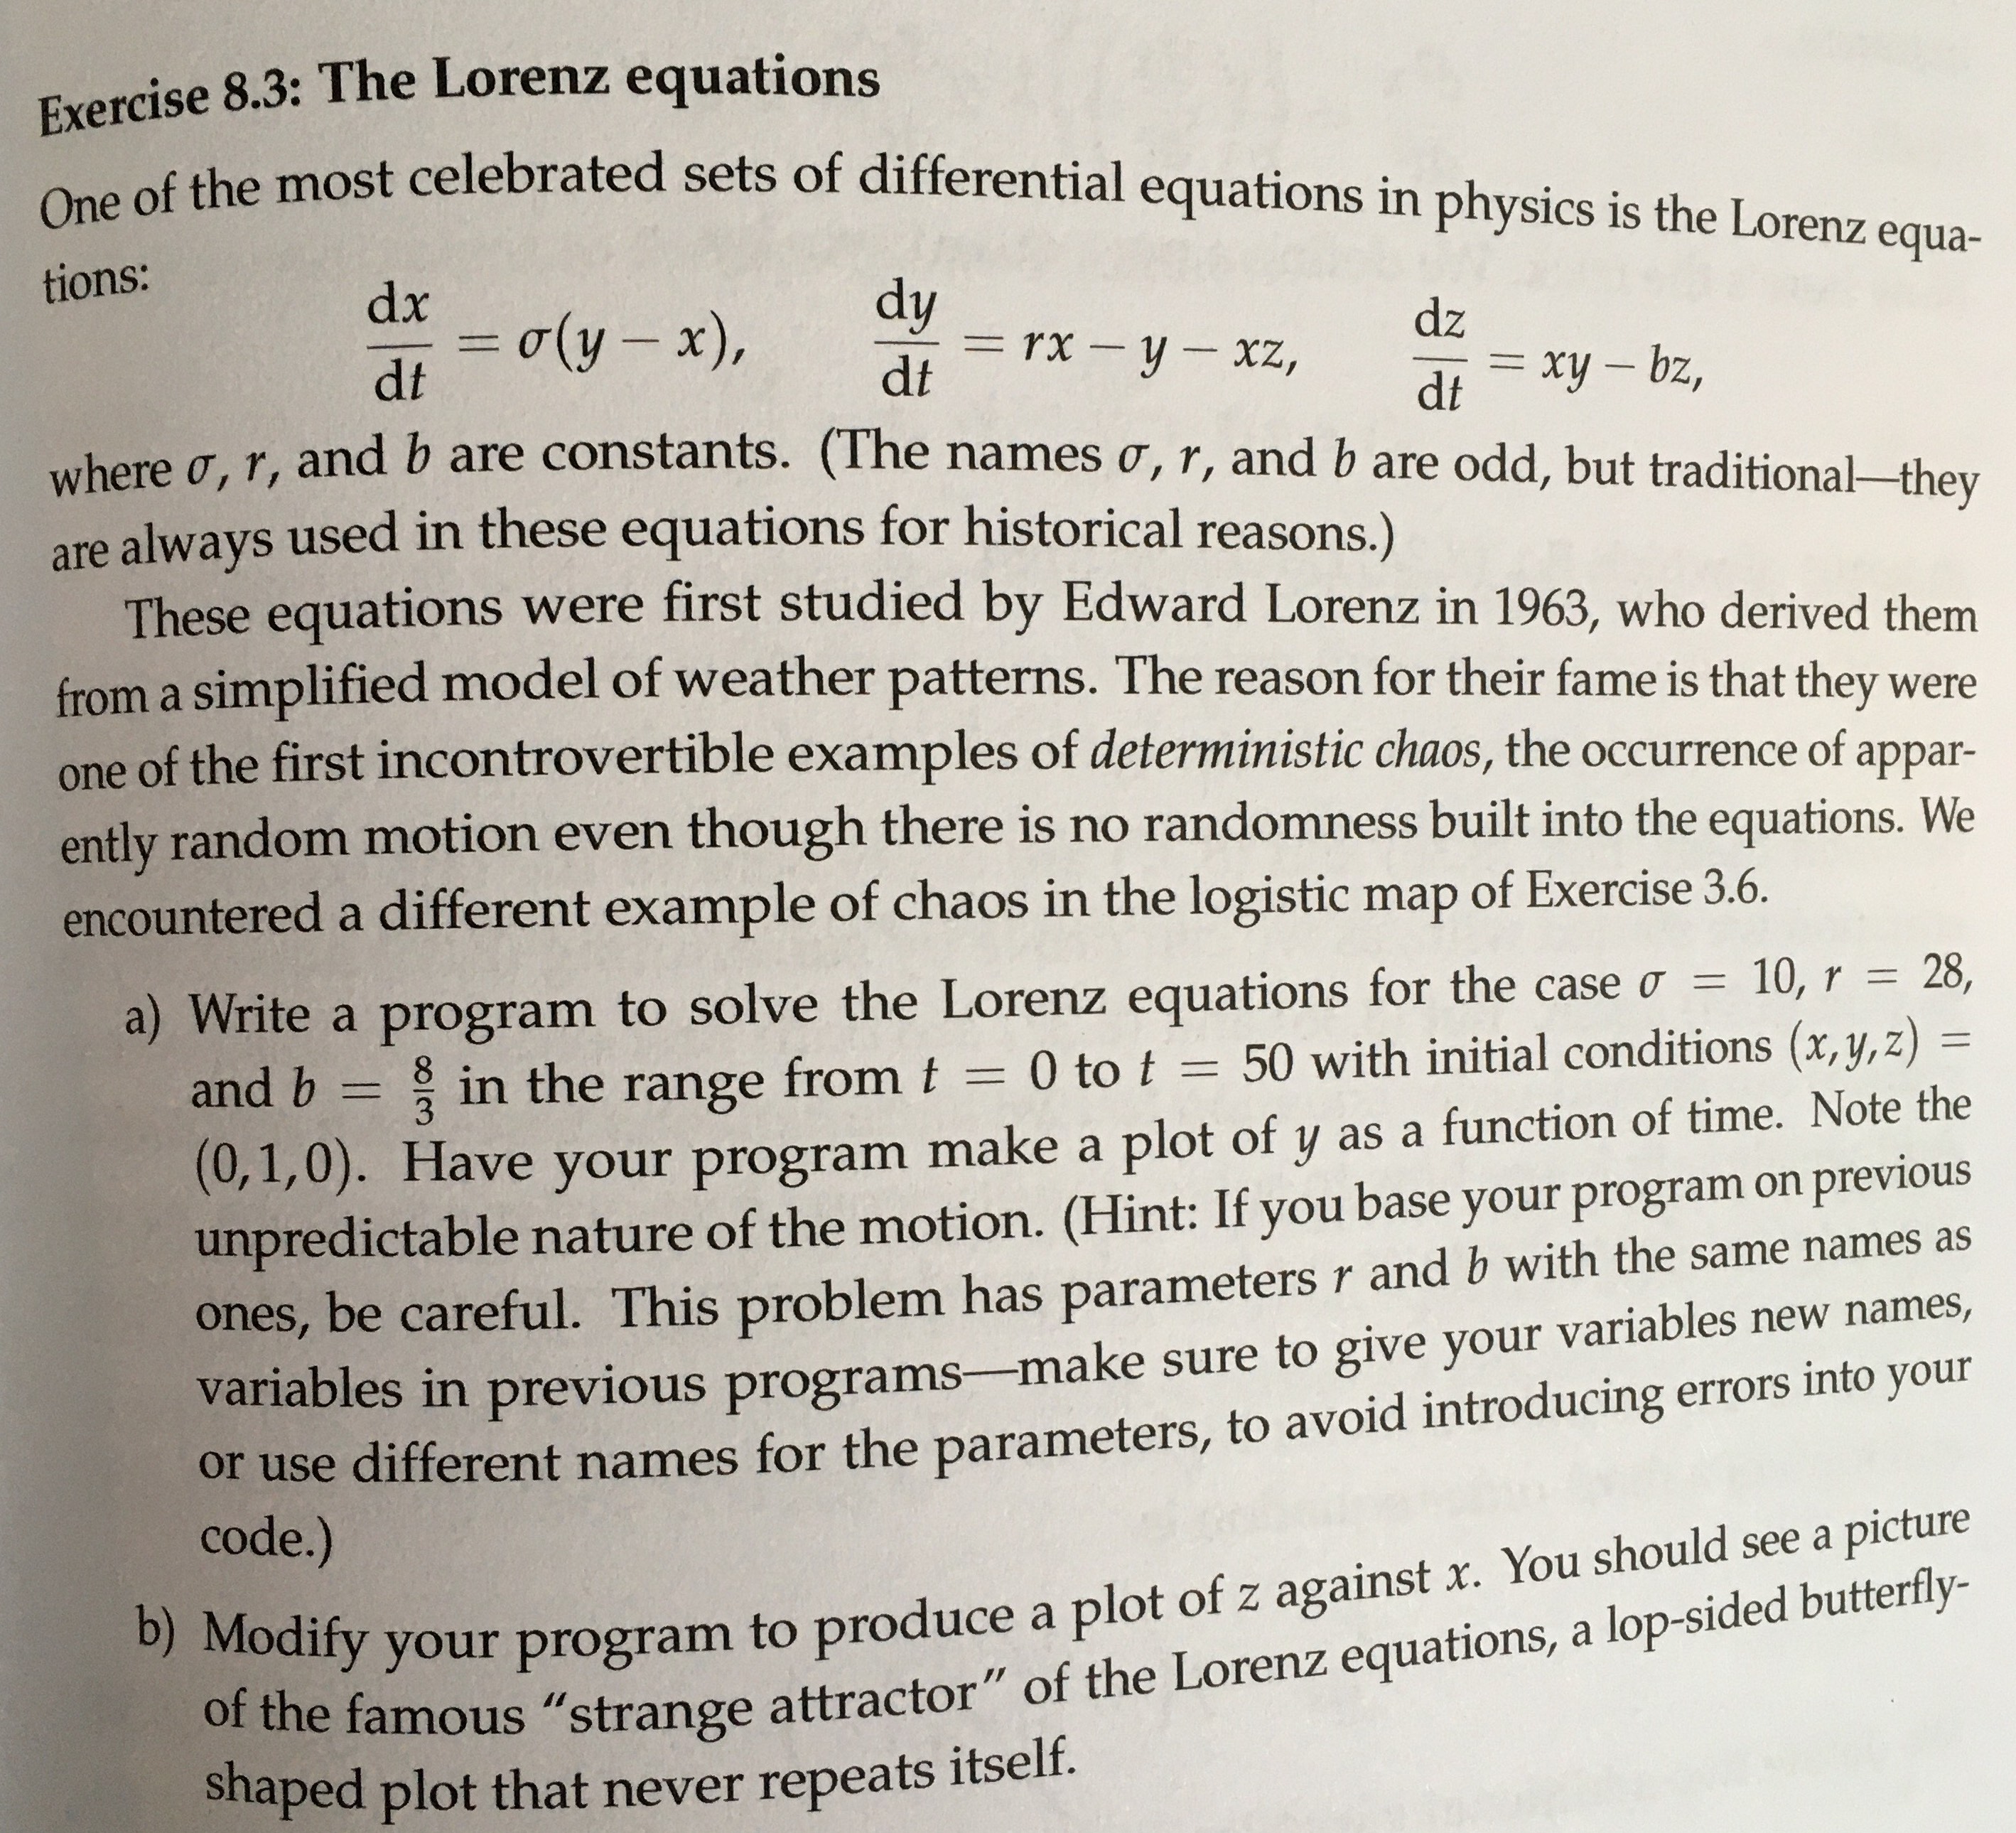 Exercise 8.3: The Lorenz equations
One of the most celebrated sets of differential equations in physics is the Lorenz equa-
tions:
dx/dt = σ(y − x), dy/dt = rx − y − xz, dz/dt = xy − bz,
where σ, r, and b are constants. (The names σ, r, and b are odd, but traditional—they
are always used in these equations for historical reasons.)
These equations were first studied by Edward Lorenz in 1963, who derived them
from a simplified model of weather patterns. The reason for their fame is that they were
one of the first incontrovertible examples of deterministic chaos, the occurrence of appar-
ently random motion even though there is no randomness built into the equations. We
encountered a different example of chaos in the logistic map of Exercise 3.6.
a) Write a program to solve the Lorenz equations for the case σ = 10, r = 28,
and b = 8/3 in the range from t = 0 to t = 50 with initial conditions (x, y, z) =
(0, 1, 0). Have your program make a plot of y as a function of time. Note the
unpredictable nature of the motion. (Hint: If you base your program on previous
ones, be careful. This problem has parameters r and b with the same names as
variables in previous programs—make sure to give your variables new names,
or use different names for the parameters, to avoid introducing errors into your
code.)
b) Modify your program to produce a plot of z against x. You should see a picture
of the famous “strange attractor” of the Lorenz equations, a lop-sided butterfly-
shaped plot that never repeats itself.